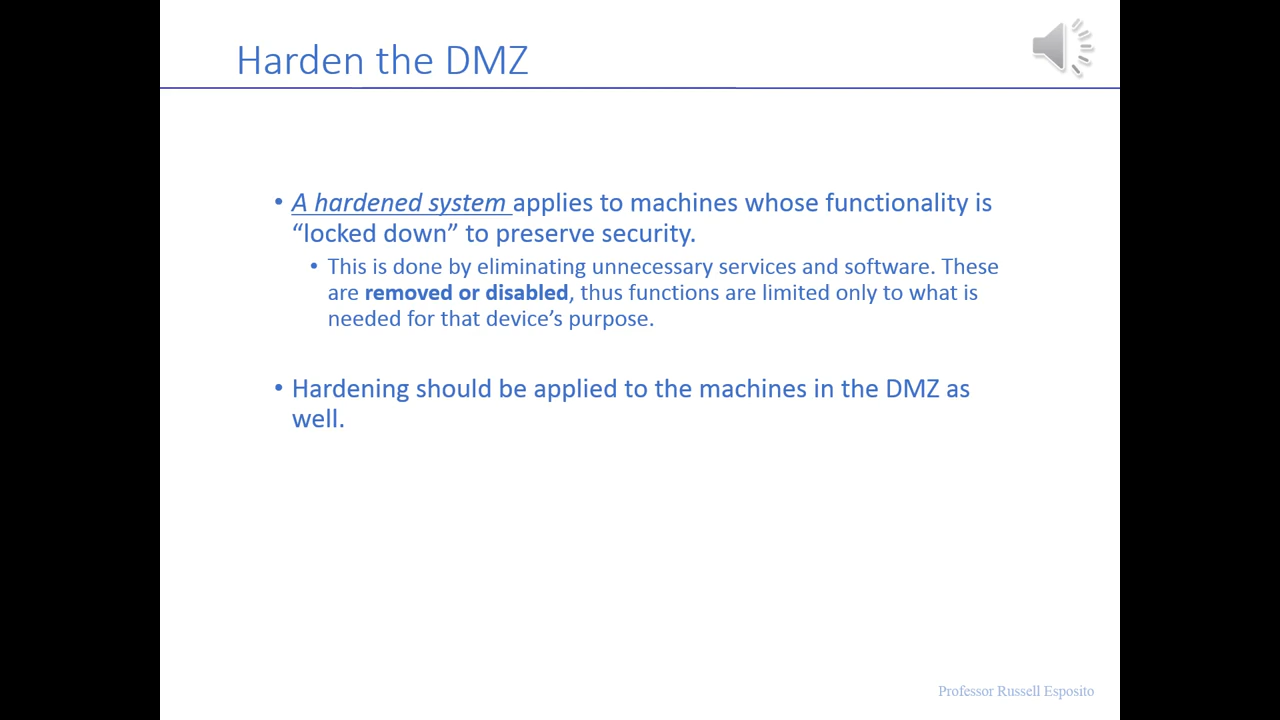 Harden the DMZ
• A hardened system applies to machines whose functionality is
“locked down” to preserve security.
• This is done by eliminating unnecessary services and software. These
are removed or disabled, thus functions are limited only to what is
needed for that device’s purpose.
• Hardening should be applied to the machines in the DMZ as
well.
Professor Russell Esposito